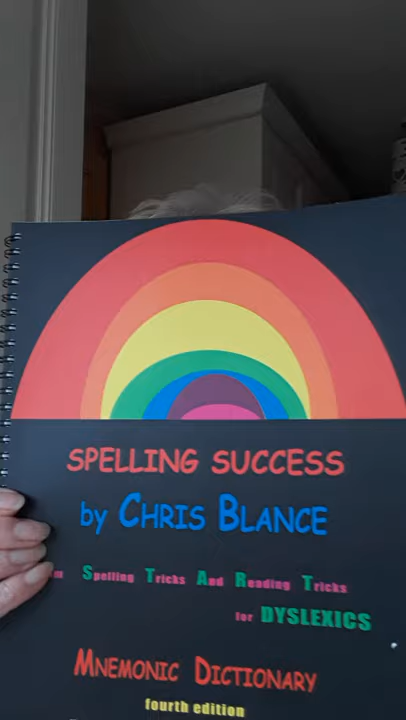 SPELLING SUCCESS
by CHRIS BLANCE
Spelling Tricks And Reading Tricks
for DYSLEXICS
MNEMONIC DICTIONARY
fourth edition